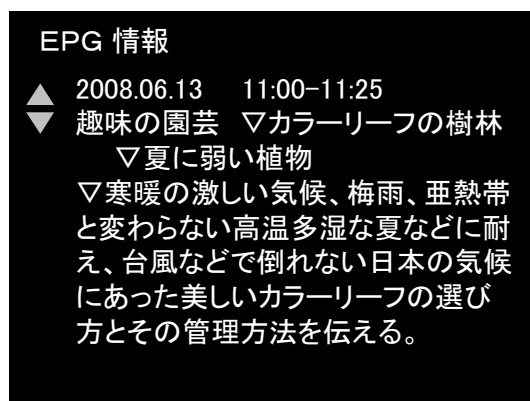 EPG 情報
2008.06.13 11:00-11:25
趣味の園芸 ▽カラーリーフの樹林
▽夏に弱い植物
▽寒暖の激しい気候、梅雨、亜熱帯
と変わらない高温多湿な夏などに耐
え、台風などで倒れない日本の気候
にあった美しいカラーリーフの選び
方とその管理方法を伝える。